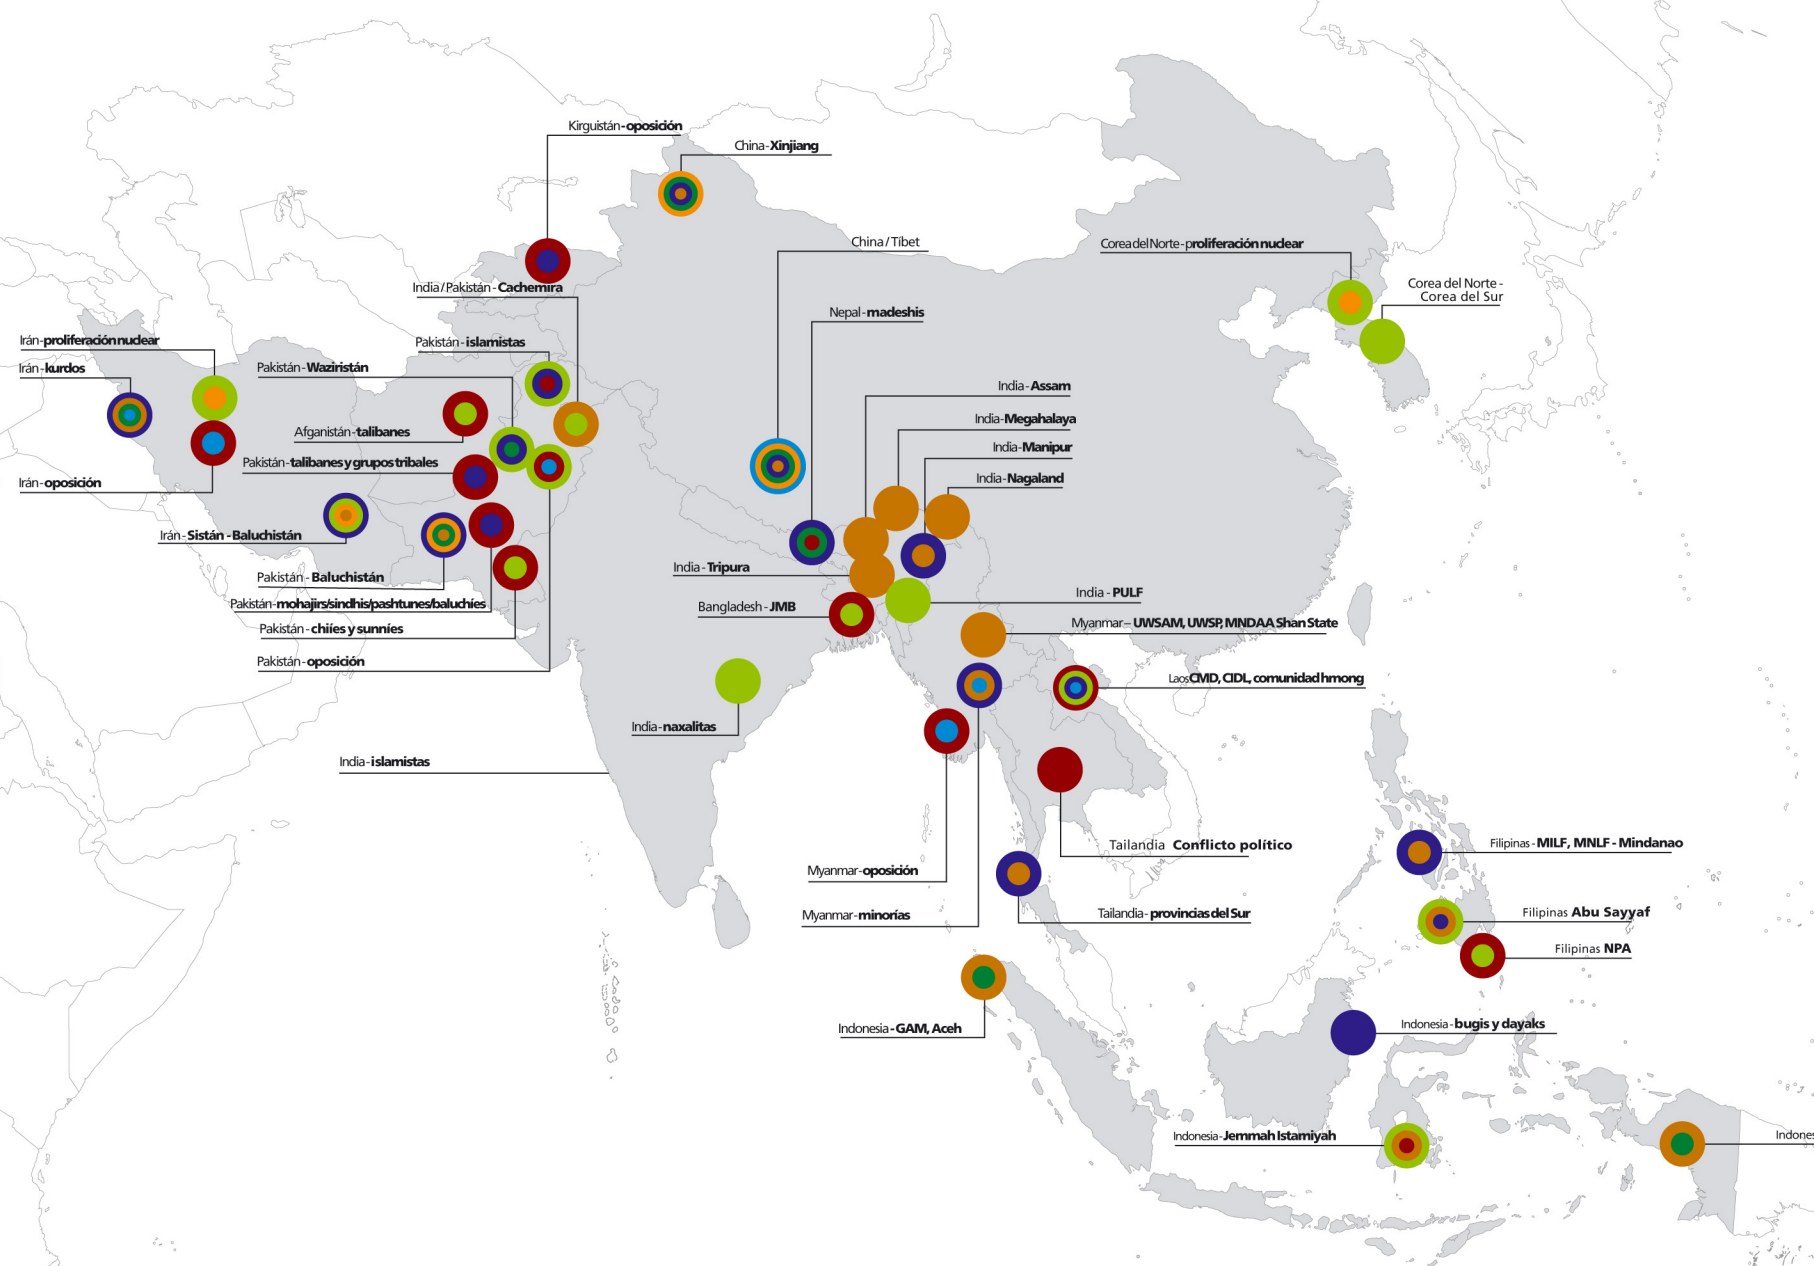 Kirguistán - oposición
China - Xinjiang
China / Tíbet
Corea del Norte - proliferación nuclear
India / Pakistán - Cachemira
Corea del Norte -
Corea del Sur
Nepal - madeshis
Irán - proliferación nuclear
Pakistán - islamistas
Irán - kurdos
Pakistán - Waziristán
India - Assam
India - Megahalaya
Afganistán - talibanes
India - Manipur
Pakistán - talibanes y grupos tribales
India - Nagaland
Irán - oposición
Irán - Sistán - Baluchistán
India - Tripura
Pakistán - Baluchistán
India - PULF
Pakistán - mohajirs/sindhis/pashtunes/baluchíes
Bangladesh - JMB
Myanmar – UWSAM, UWSP, MNDAA Shan State
Pakistán - chiíes y sunníes
Pakistán - oposición
Laos CMD, CIDL, comunidad hmong
India - naxalitas
India - islamistas
Tailandia Conflicto político
Filipinas - MILF, MNLF - Mindanao
Myanmar - oposición
Myanmar - minorías
Tailandia - provincias del Sur
Filipinas Abu Sayyaf
Filipinas NPA
Indonesia - GAM, Aceh
Indonesia - bugis y dayaks
Indonesia - Jemmah Istamiyah
Indones